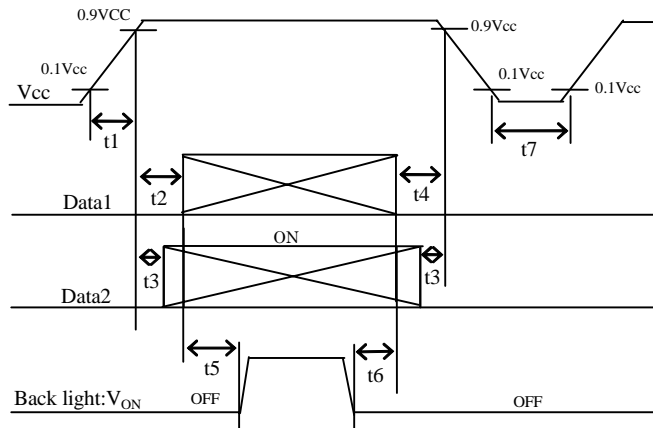 0.9VCC
0.9Vcc
0.1Vcc
0.1Vcc
0.1Vcc
Vcc
t1
t7
t2
t4
Data1
ON
t3
t3
Data2
t5
t6
Back light:VON
OFF
OFF